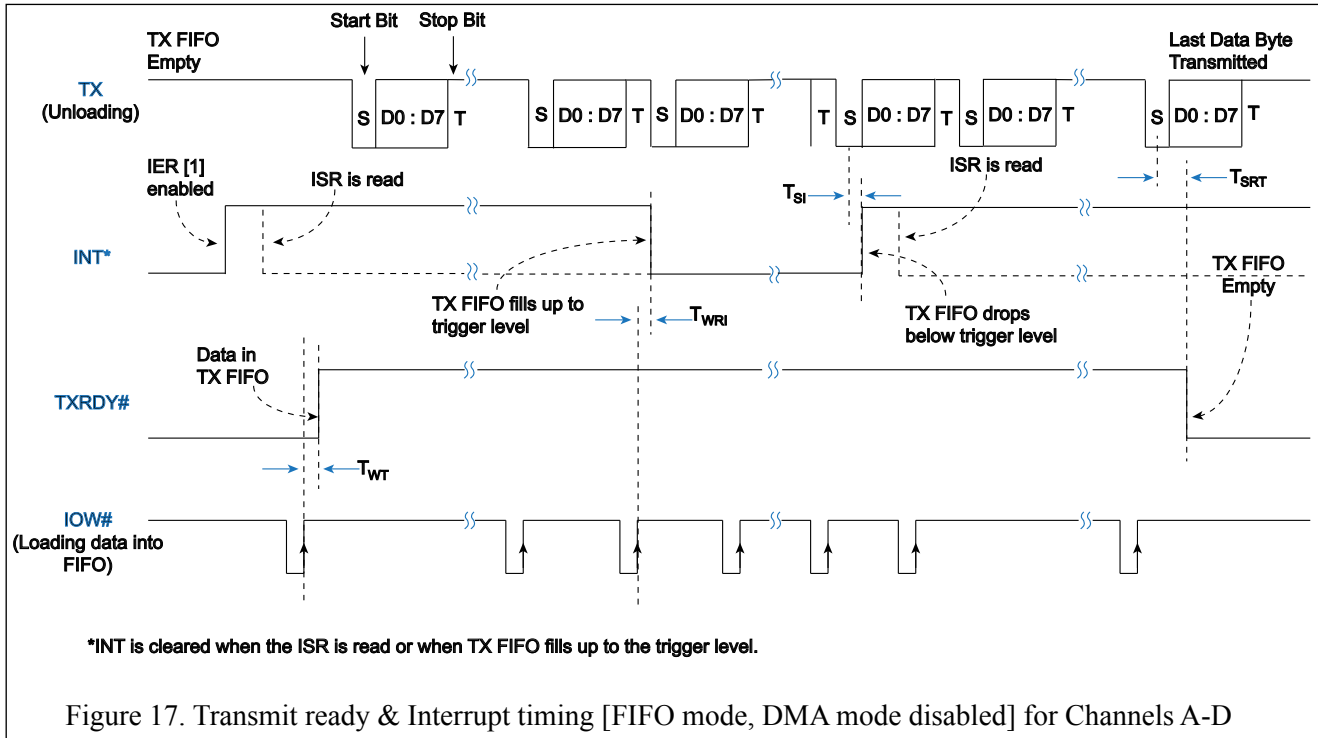 Start Bit Stop Bit
TX FIFO
Empty
Last Data Byte
Transmitted
TX
(Unloading)
S D0 : D7 T S D0 : D7 T S D0 : D7 T T S D0 : D7 T S D0 : D7 T S D0 : D7 T
IER [1]
enabled
ISR is read
TSI
ISR is read
TSRT
INT*
TX FIFO fills up to
trigger level
TWRI
TX FIFO drops
below trigger level
TX FIFO
Empty
Data in
TX FIFO
TXRDY#
TWT
IOW#
(Loading data into
FIFO)
*INT is cleared when the ISR is read or when TX FIFO fills up to the trigger level.
Figure 17. Transmit ready & Interrupt timing [FIFO mode, DMA mode disabled] for Channels A-D